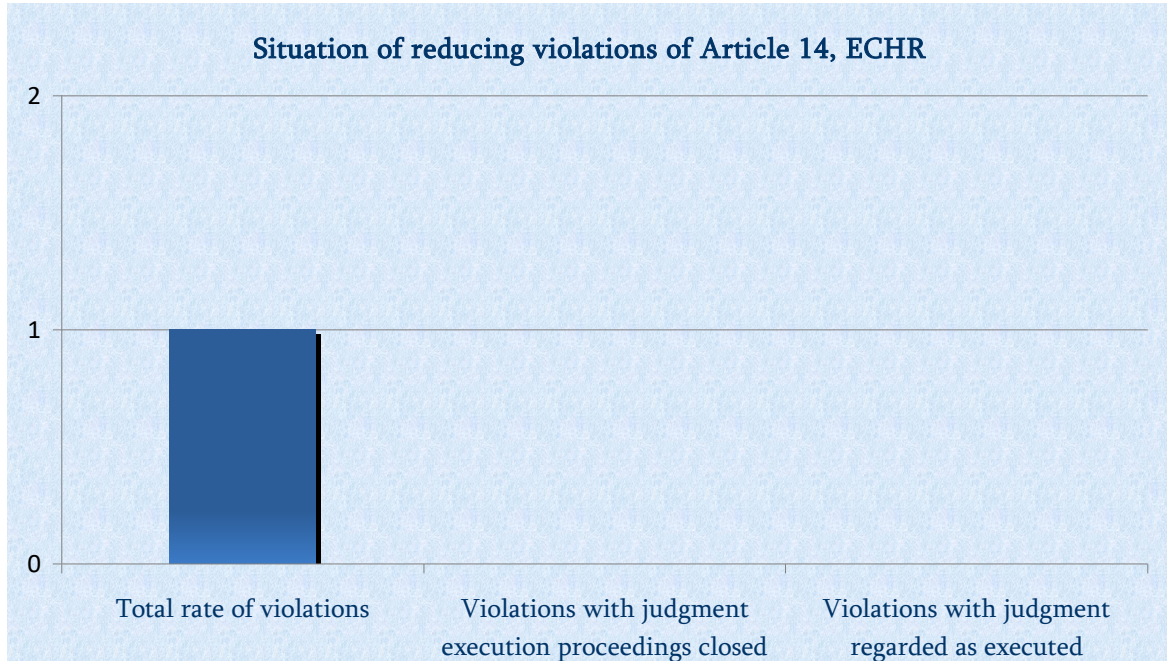 Situation of reducing violations of Article 14, ECHR
2
1
0
Total rate of violations
Violations with judgment
execution proceedings closed
Violations with judgment
regarded as executed